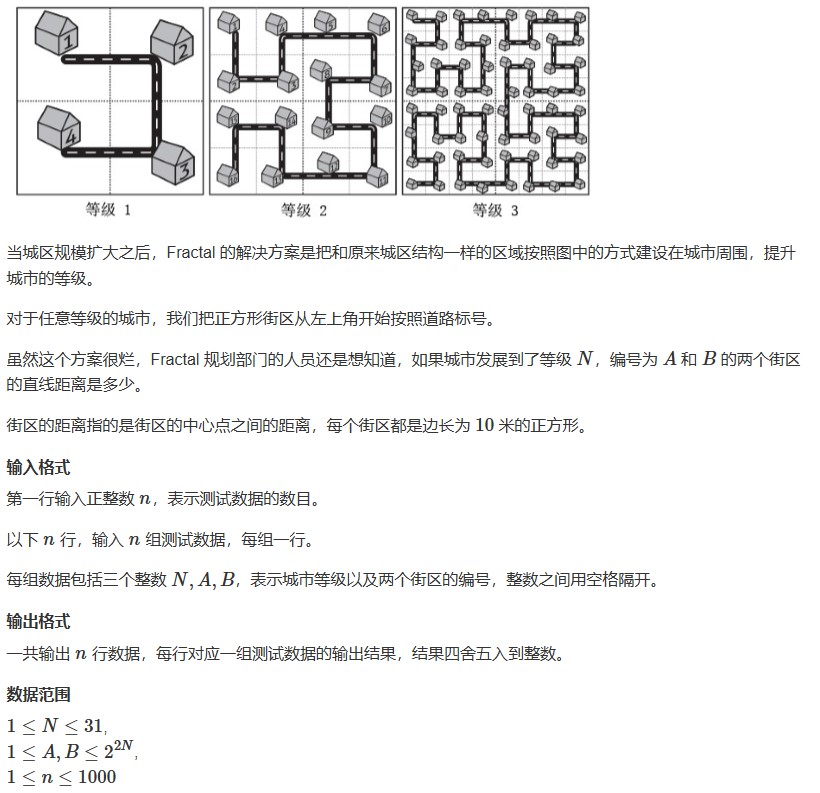 1
2
4
3
等级 1
等级 2
等级 3
当城区规模扩大之后，Fractal 的解决方案是把和原来城区结构一样的区域按照图中的方式建设在城市周围，提升
城市的等级。
对于任意等级的城市，我们把正方形街区从左上角开始按照道路标号。
虽然这个方案很烂，Fractal 规划部门的人员还是想知道，如果城市发展到了等级 N，编号为 A 和 B 的两个街区
的直线距离是多少。
街区的距离指的是街区的中心点之间的距离，每个街区都是边长为 10 米的正方形。
输入格式
第一行输入正整数 n，表示测试数据的数目。
以下 n 行，输入 n 组测试数据，每组一行。
每组数据包括三个整数 N, A, B，表示城市等级以及两个街区的编号，整数之间用空格隔开。
输出格式
一共输出 n 行数据，每行对应一组测试数据的输出结果，结果四舍五入到整数。
数据范围
1 ≤ N ≤ 31,
1 ≤ A, B ≤ 2^{2N},
1 ≤ n ≤ 1000